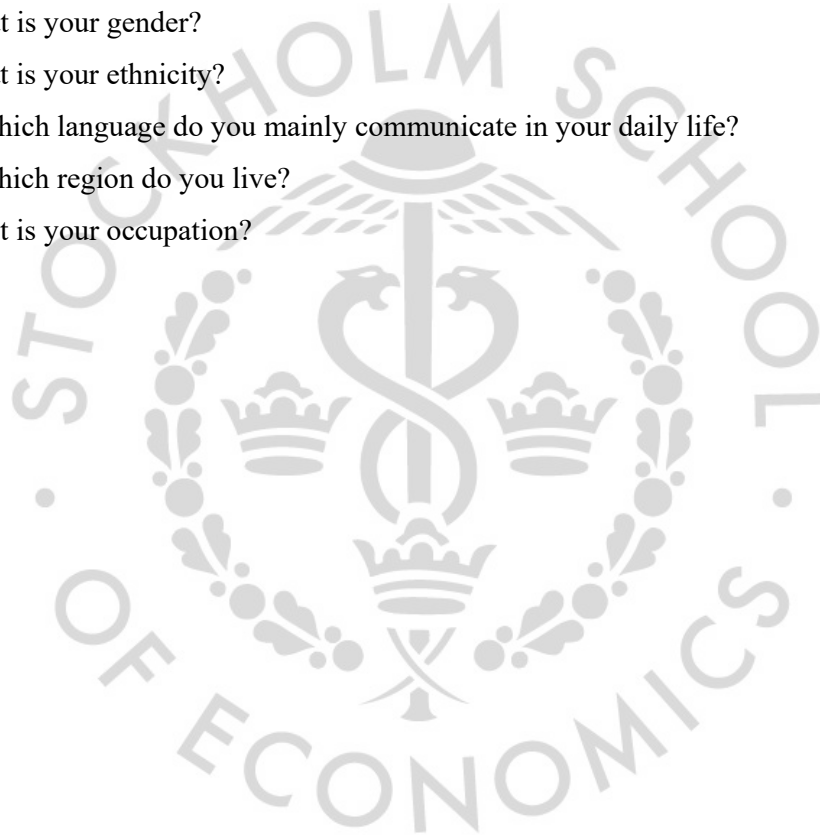 t is your gender?
t is your ethnicity?
hich language do you mainly communicate in your daily life?
hich region do you live?
t is your occupation?
STOCKHOLM SCHOOL
· OF ECONOMICS ·